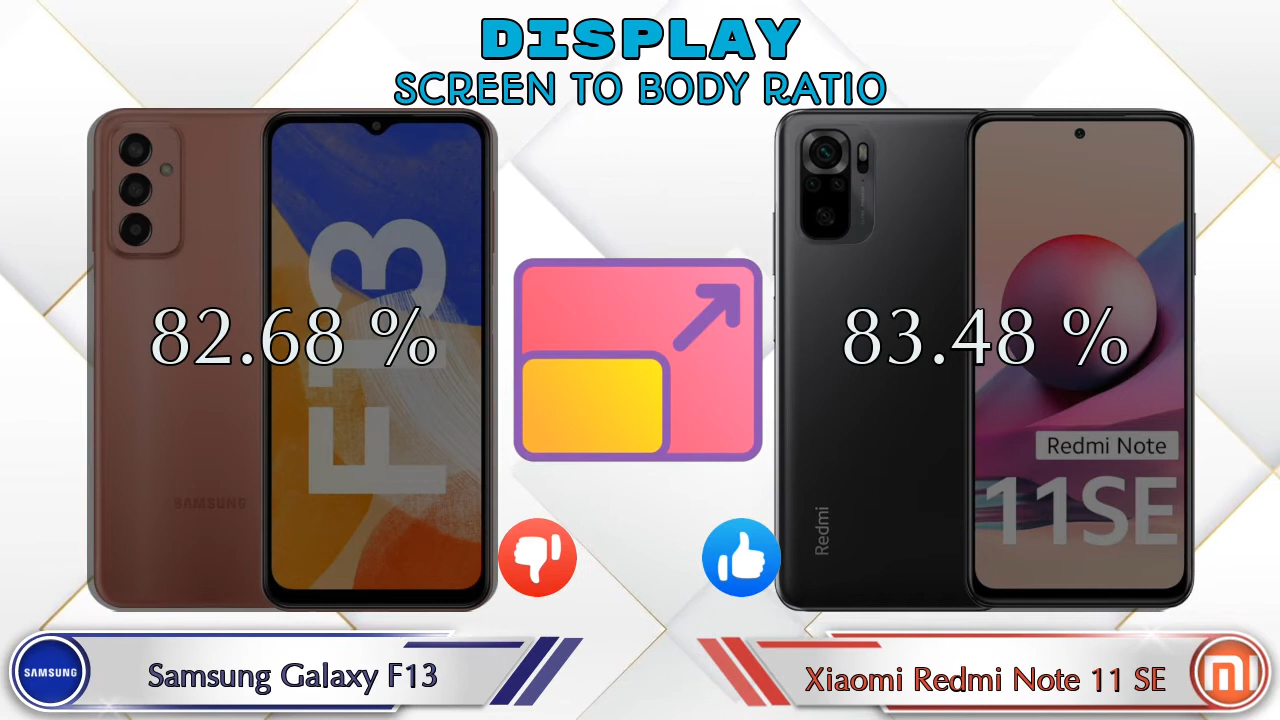 DISPLAY
SCREEN TO BODY RATIO
F13
82.68 %
SAMSUNG
83.48 %
Redmi Note
11SE
Redmi
SAMSUNG
Samsung Galaxy F13
Xiaomi Redmi Note 11 SE
MI